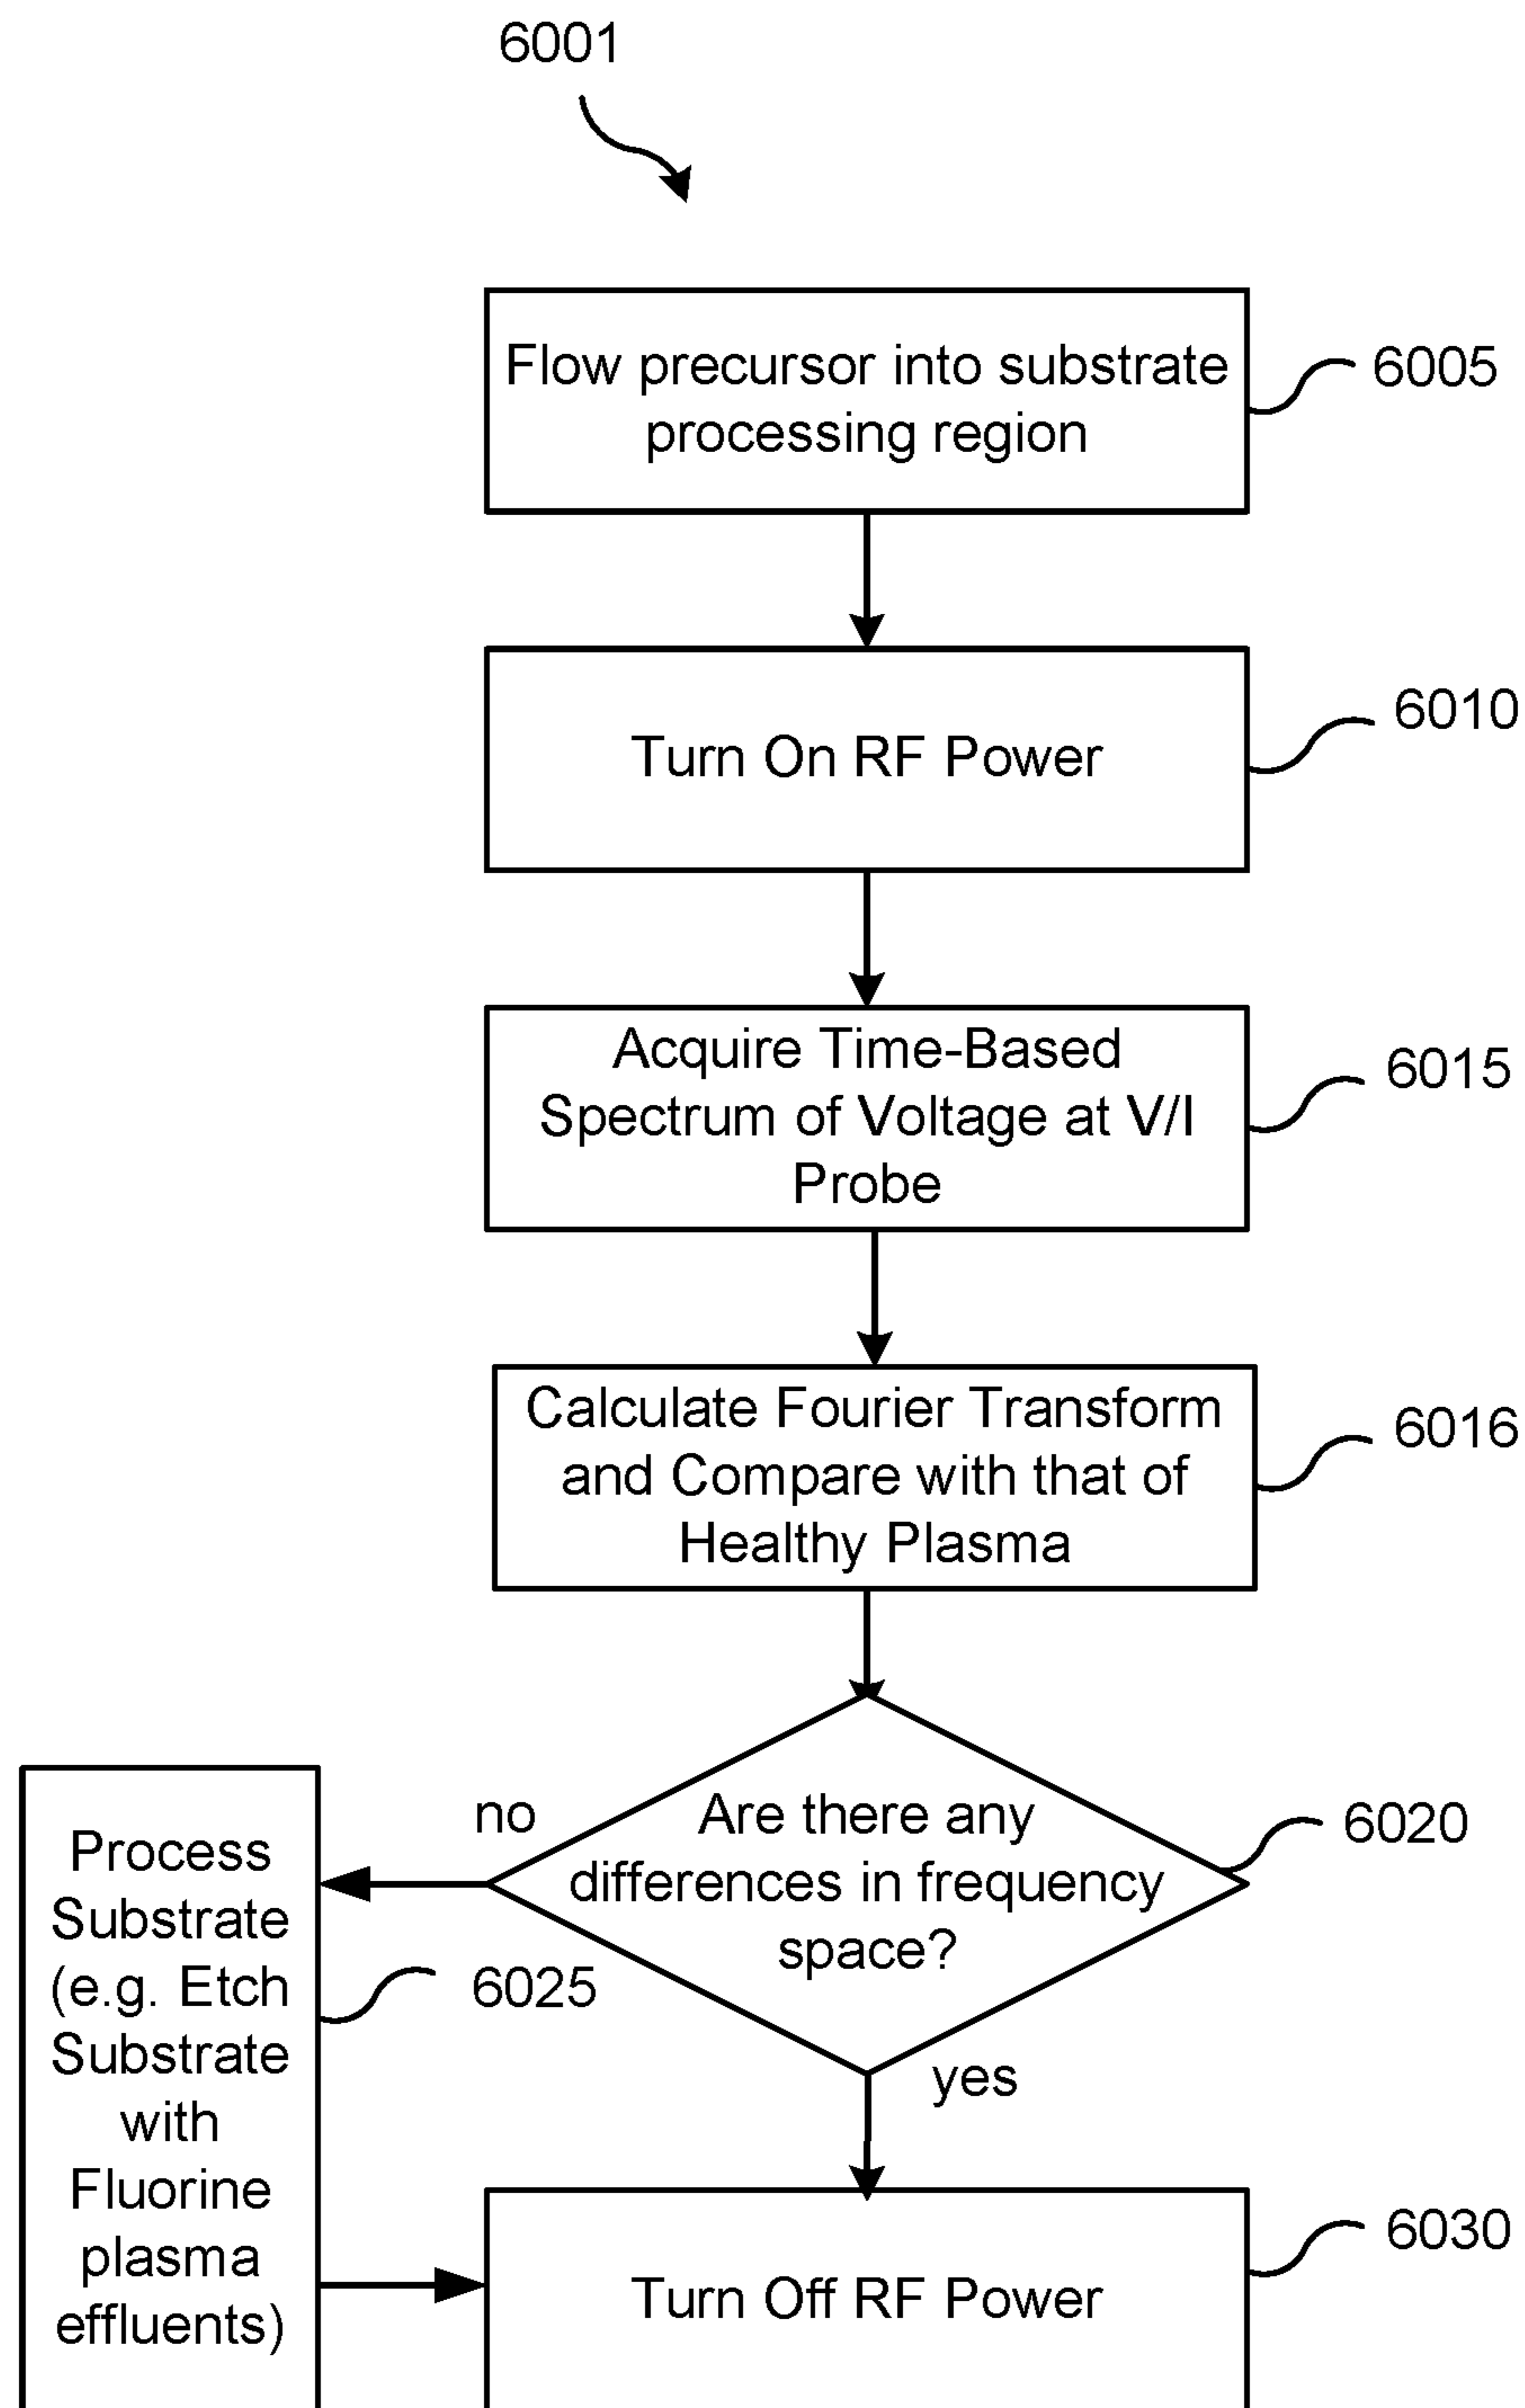 6001
Flow precursor into substrate
processing region
6005
Turn On RF Power
6010
Acquire Time-Based
Spectrum of Voltage at V/I
Probe
6015
Calculate Fourier Transform
and Compare with that of
Healthy Plasma
6016
Are there any
differences in frequency
space?
6020
no
yes
Process
Substrate
(e.g. Etch
Substrate
with
Fluorine
plasma
effluents)
6025
Turn Off RF Power
6030